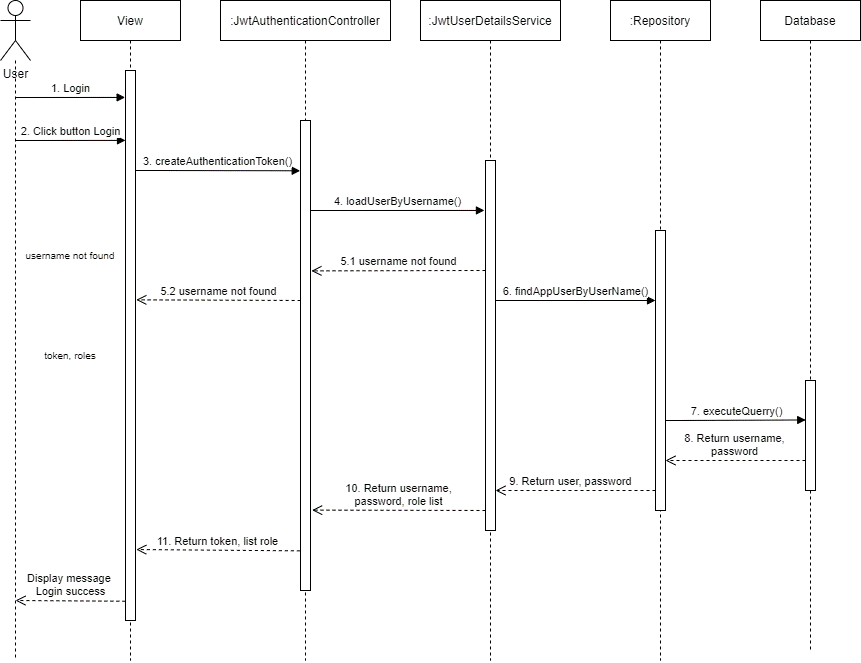 View
:JwtAuthenticationController
:JwtUserDetailsService
:Repository
Database
User
1. Login
2. Click button Login
3. createAuthenticationToken()
4. loadUserByUsername()
username not found
5.1 username not found
5.2 username not found
6. findAppUserByUserName()
token, roles
7. executeQuerry()
8. Return username,
password
9. Return user, password
10. Return username,
password, role list
11. Return token, list role
Display message
Login success